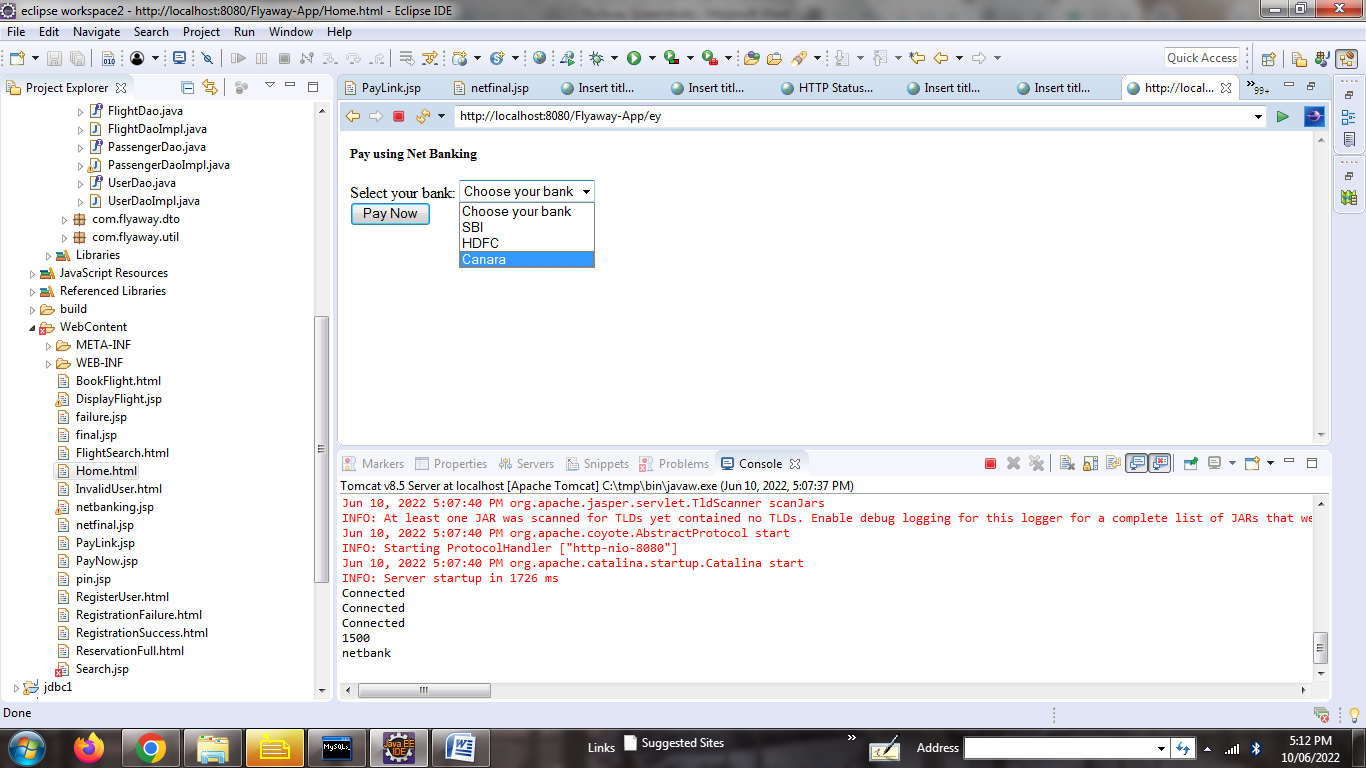 eclipse workspace2 - http://localhost:8080/Flyaway-App/Home.html - Eclipse IDE
File Edit Navigate Search Project Run Window Help
Quick Access
Project Explorer
PayLink.jsp netfinal.jsp Insert titl... Insert titl... HTTP Status... Insert titl... Insert titl... http://local... 99+
http://localhost:8080/Flyaway-App/ey
FlightDao.java
FlightDaoImpl.java
PassengerDao.java
PassengerDaoImpl.java
UserDao.java
UserDaoImpl.java
com.flyaway.dto
com.flyaway.util
Libraries
JavaScript Resources
Referenced Libraries
build
WebContent
META-INF
WEB-INF
BookFlight.html
DisplayFlight.jsp
failure.jsp
final.jsp
FlightSearch.html
Home.html
InvalidUser.html
netbanking.jsp
netfinal.jsp
PayLink.jsp
PayNow.jsp
pin.jsp
RegisterUser.html
RegistrationFailure.html
RegistrationSuccess.html
ReservationFull.html
Search.jsp
jdbc1
Pay using Net Banking
Select your bank: Choose your bank
Pay Now
Choose your bank
SBI
HDFC
Canara
Markers Properties Servers Snippets Problems Console
Tomcat v8.5 Server at localhost [Apache Tomcat] C:\tmp\bin\javaw.exe (Jun 10, 2022, 5:07:37 PM)
Jun 10, 2022 5:07:40 PM org.apache.jasper.servlet.TldScanner scanJars
INFO: At least one JAR was scanned for TLDs yet contained no TLDs. Enable debug logging for this logger for a complete list of JARs that we
Jun 10, 2022 5:07:40 PM org.apache.coyote.AbstractProtocol start
INFO: Starting ProtocolHandler ["http-nio-8080"]
Jun 10, 2022 5:07:40 PM org.apache.catalina.startup.Catalina start
INFO: Server startup in 1726 ms
Connected
Connected
Connected
1500
netbank
Done
MySQL
Java EE
IDE
Links Suggested Sites
Address
5:12 PM
10/06/2022